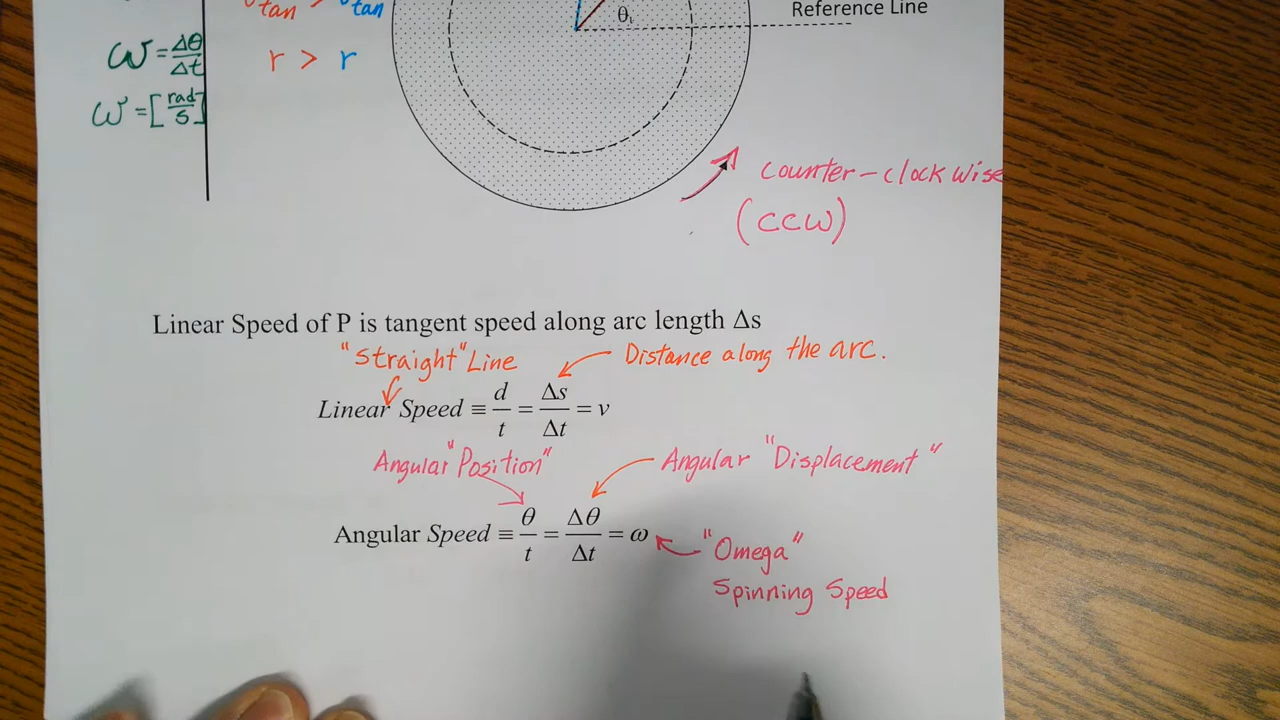 tan > tan
θ₁
Reference Line
ω = Δθ/Δt
r > r
ω = [rad/s]
counter-clockwise
(CCW)
Linear Speed of P is tangent speed along arc length Δs
"Straight" Line
Distance along the arc.
Linear Speed ≡ d/t = Δs/Δt = v
Angular "Position"
Angular "Displacement"
Angular Speed ≡ θ/t = Δθ/Δt = ω
"Omega"
Spinning Speed